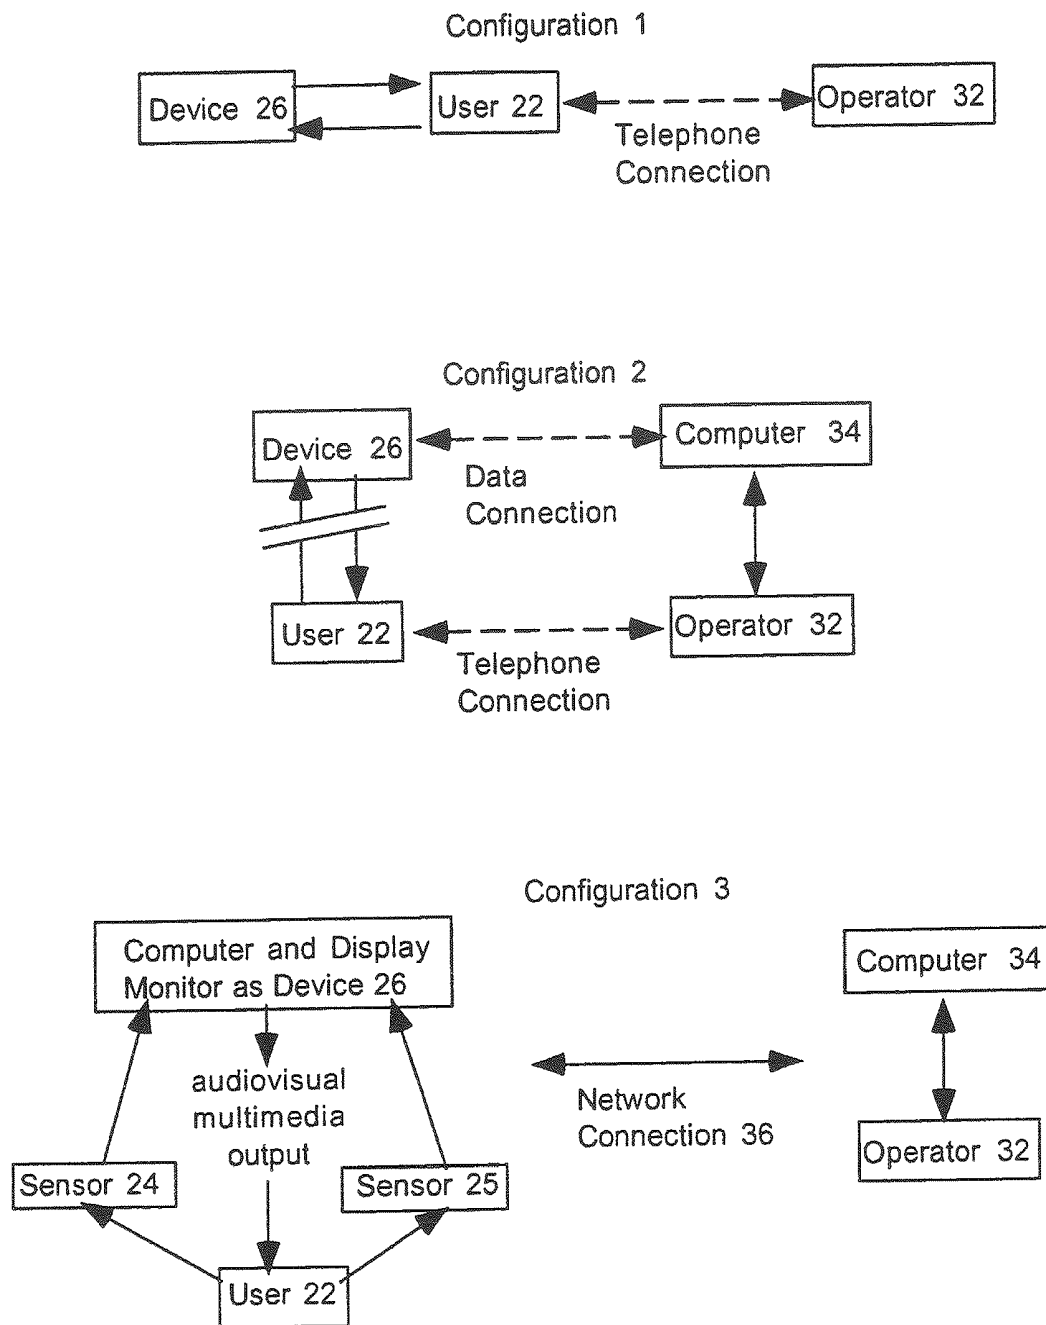 Configuration 1
Device 26
User 22
Operator 32
Telephone
Connection
Configuration 2
Device 26
Computer 34
Data
Connection
User 22
Operator 32
Telephone
Connection
Configuration 3
Computer and Display
Monitor as Device 26
Computer 34
audiovisual
multimedia
output
Network
Connection 36
Sensor 24
Sensor 25
Operator 32
User 22